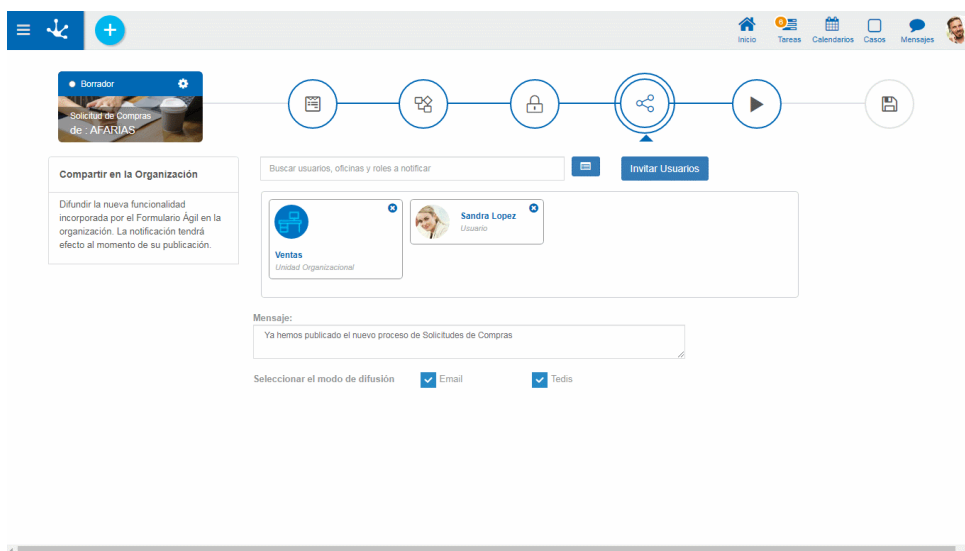 Inicio
6
Tareas
Calendarios
Casos
Mensajes
Borrador
Solicitud de Compras
de : AFARIAS
Compartir en la Organización
Difundir la nueva funcionalidad
incorporada por el Formulario Ágil en la
organización. La notificación tendrá
efecto al momento de su publicación.
Buscar usuarios, oficinas y roles a notificar
Invitar Usuarios
Ventas
Unidad Organizacional
Sandra Lopez
Usuario
Mensaje:
Ya hemos publicado el nuevo proceso de Solicitudes de Compras
Seleccionar el modo de difusión
Email
Tedis